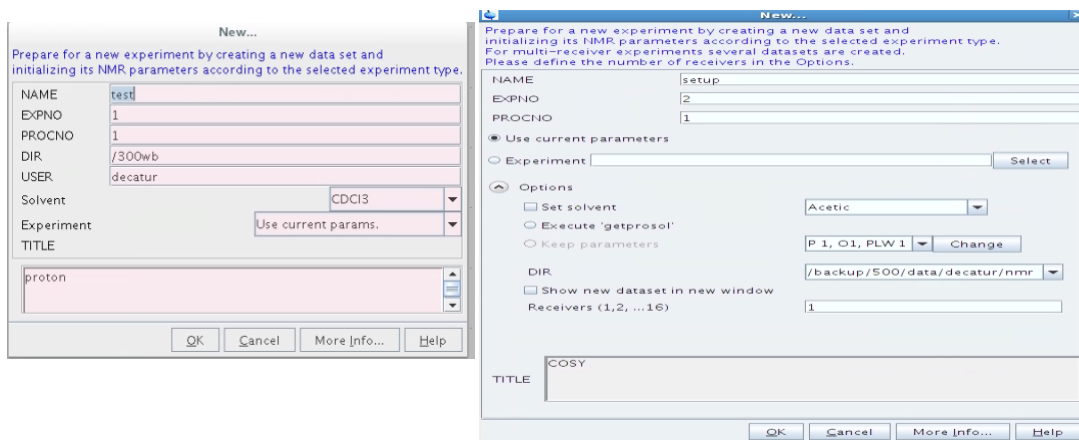 New...
Prepare for a new experiment by creating a new data set and
initializing its NMR parameters according to the selected experiment type.
NAME test
EXPNO 1
PROCNO 1
DIR /300wb
USER decatur
Solvent CDCl3
Experiment Use current params.
TITLE
proton
OK Cancel More Info... Help
New...
Prepare for a new experiment by creating a new data set and
initializing its NMR parameters according to the selected experiment type.
For multi-receiver experiments several datasets are created.
Please define the number of receivers in the Options.
NAME setup
EXPNO 2
PROCNO 1
Use current parameters
Experiment Select
Options
Set solvent Acetic
Execute 'getprosol'
Keep parameters P 1, O1, PLW 1 Change
DIR /backup/500/data/decatur/nmr
Show new dataset in new window
Receivers (1,2, ...16) 1
TITLE COSY
OK Cancel More Info... Help